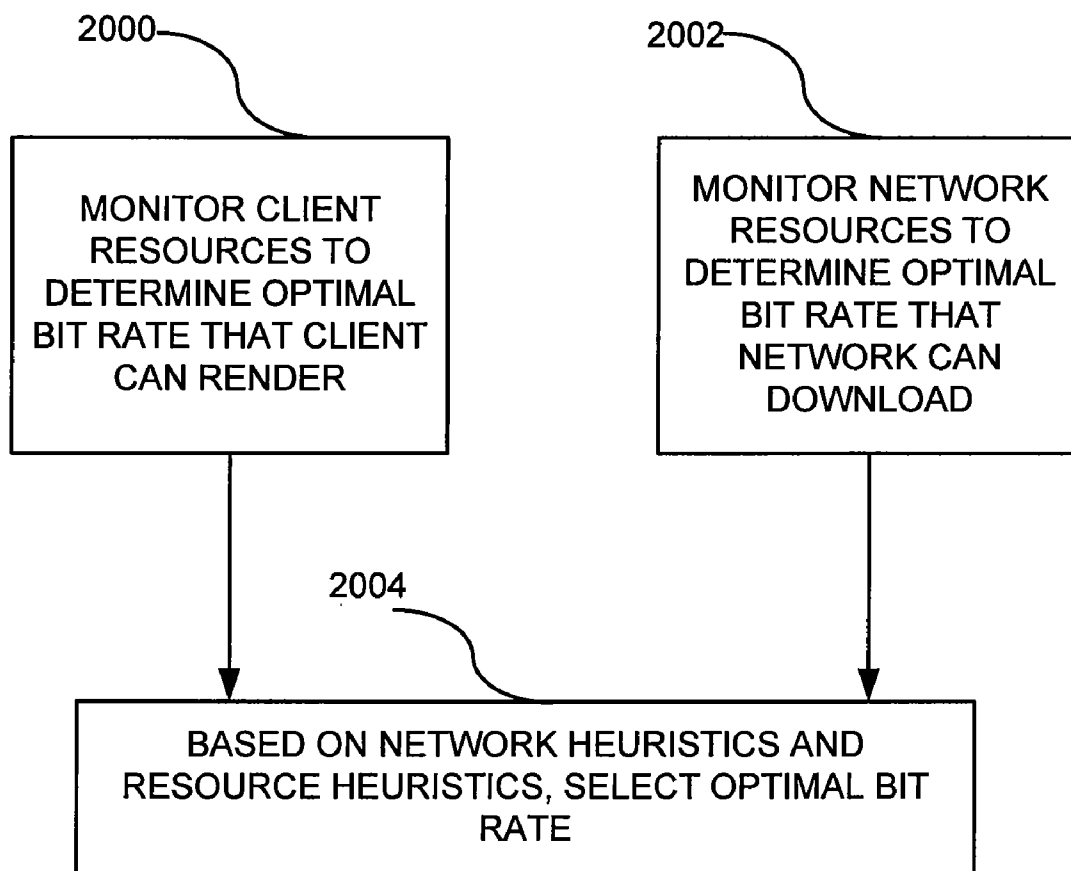 2000
2002
MONITOR CLIENT
RESOURCES TO
DETERMINE OPTIMAL
BIT RATE THAT CLIENT
CAN RENDER
MONITOR NETWORK
RESOURCES TO
DETERMINE OPTIMAL
BIT RATE THAT
NETWORK CAN
DOWNLOAD
2004
BASED ON NETWORK HEURISTICS AND
RESOURCE HEURISTICS, SELECT OPTIMAL BIT
RATE